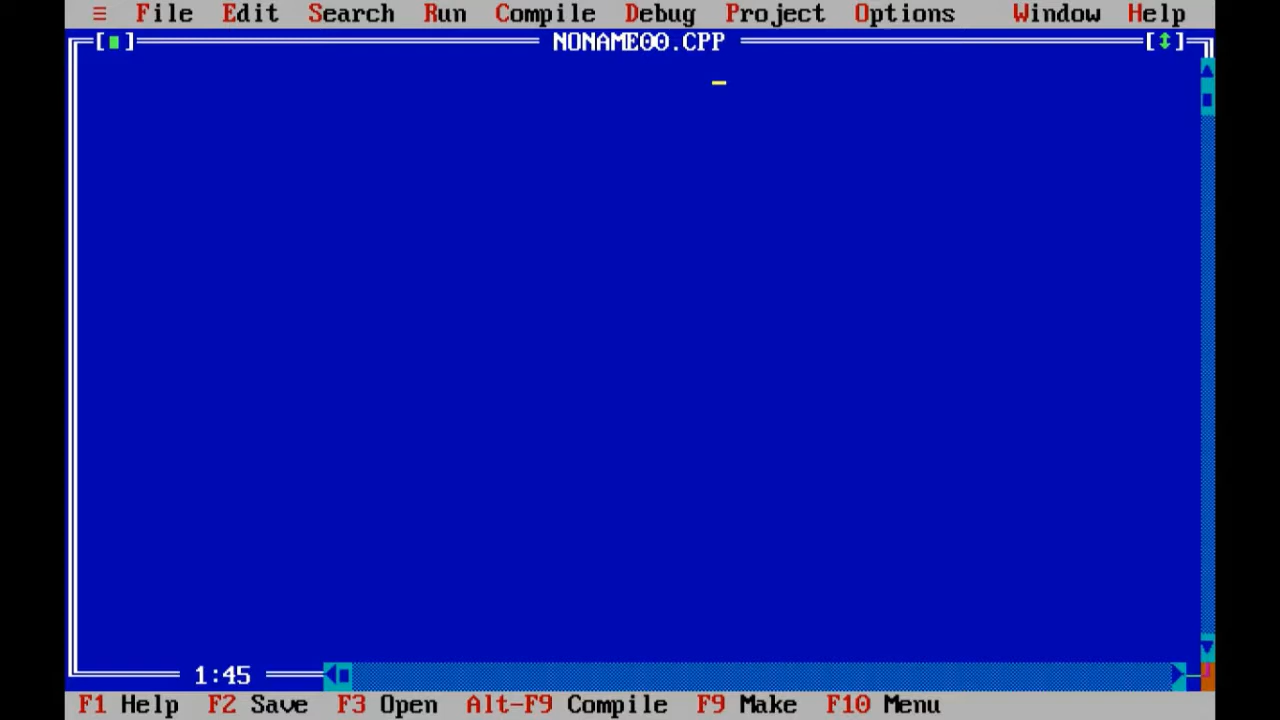 ≡ File Edit Search Run Compile Debug Project Options Window Help
[■] NONAME00.CPP [↕]
1:45
F1 Help F2 Save F3 Open Alt-F9 Compile F9 Make F10 Menu